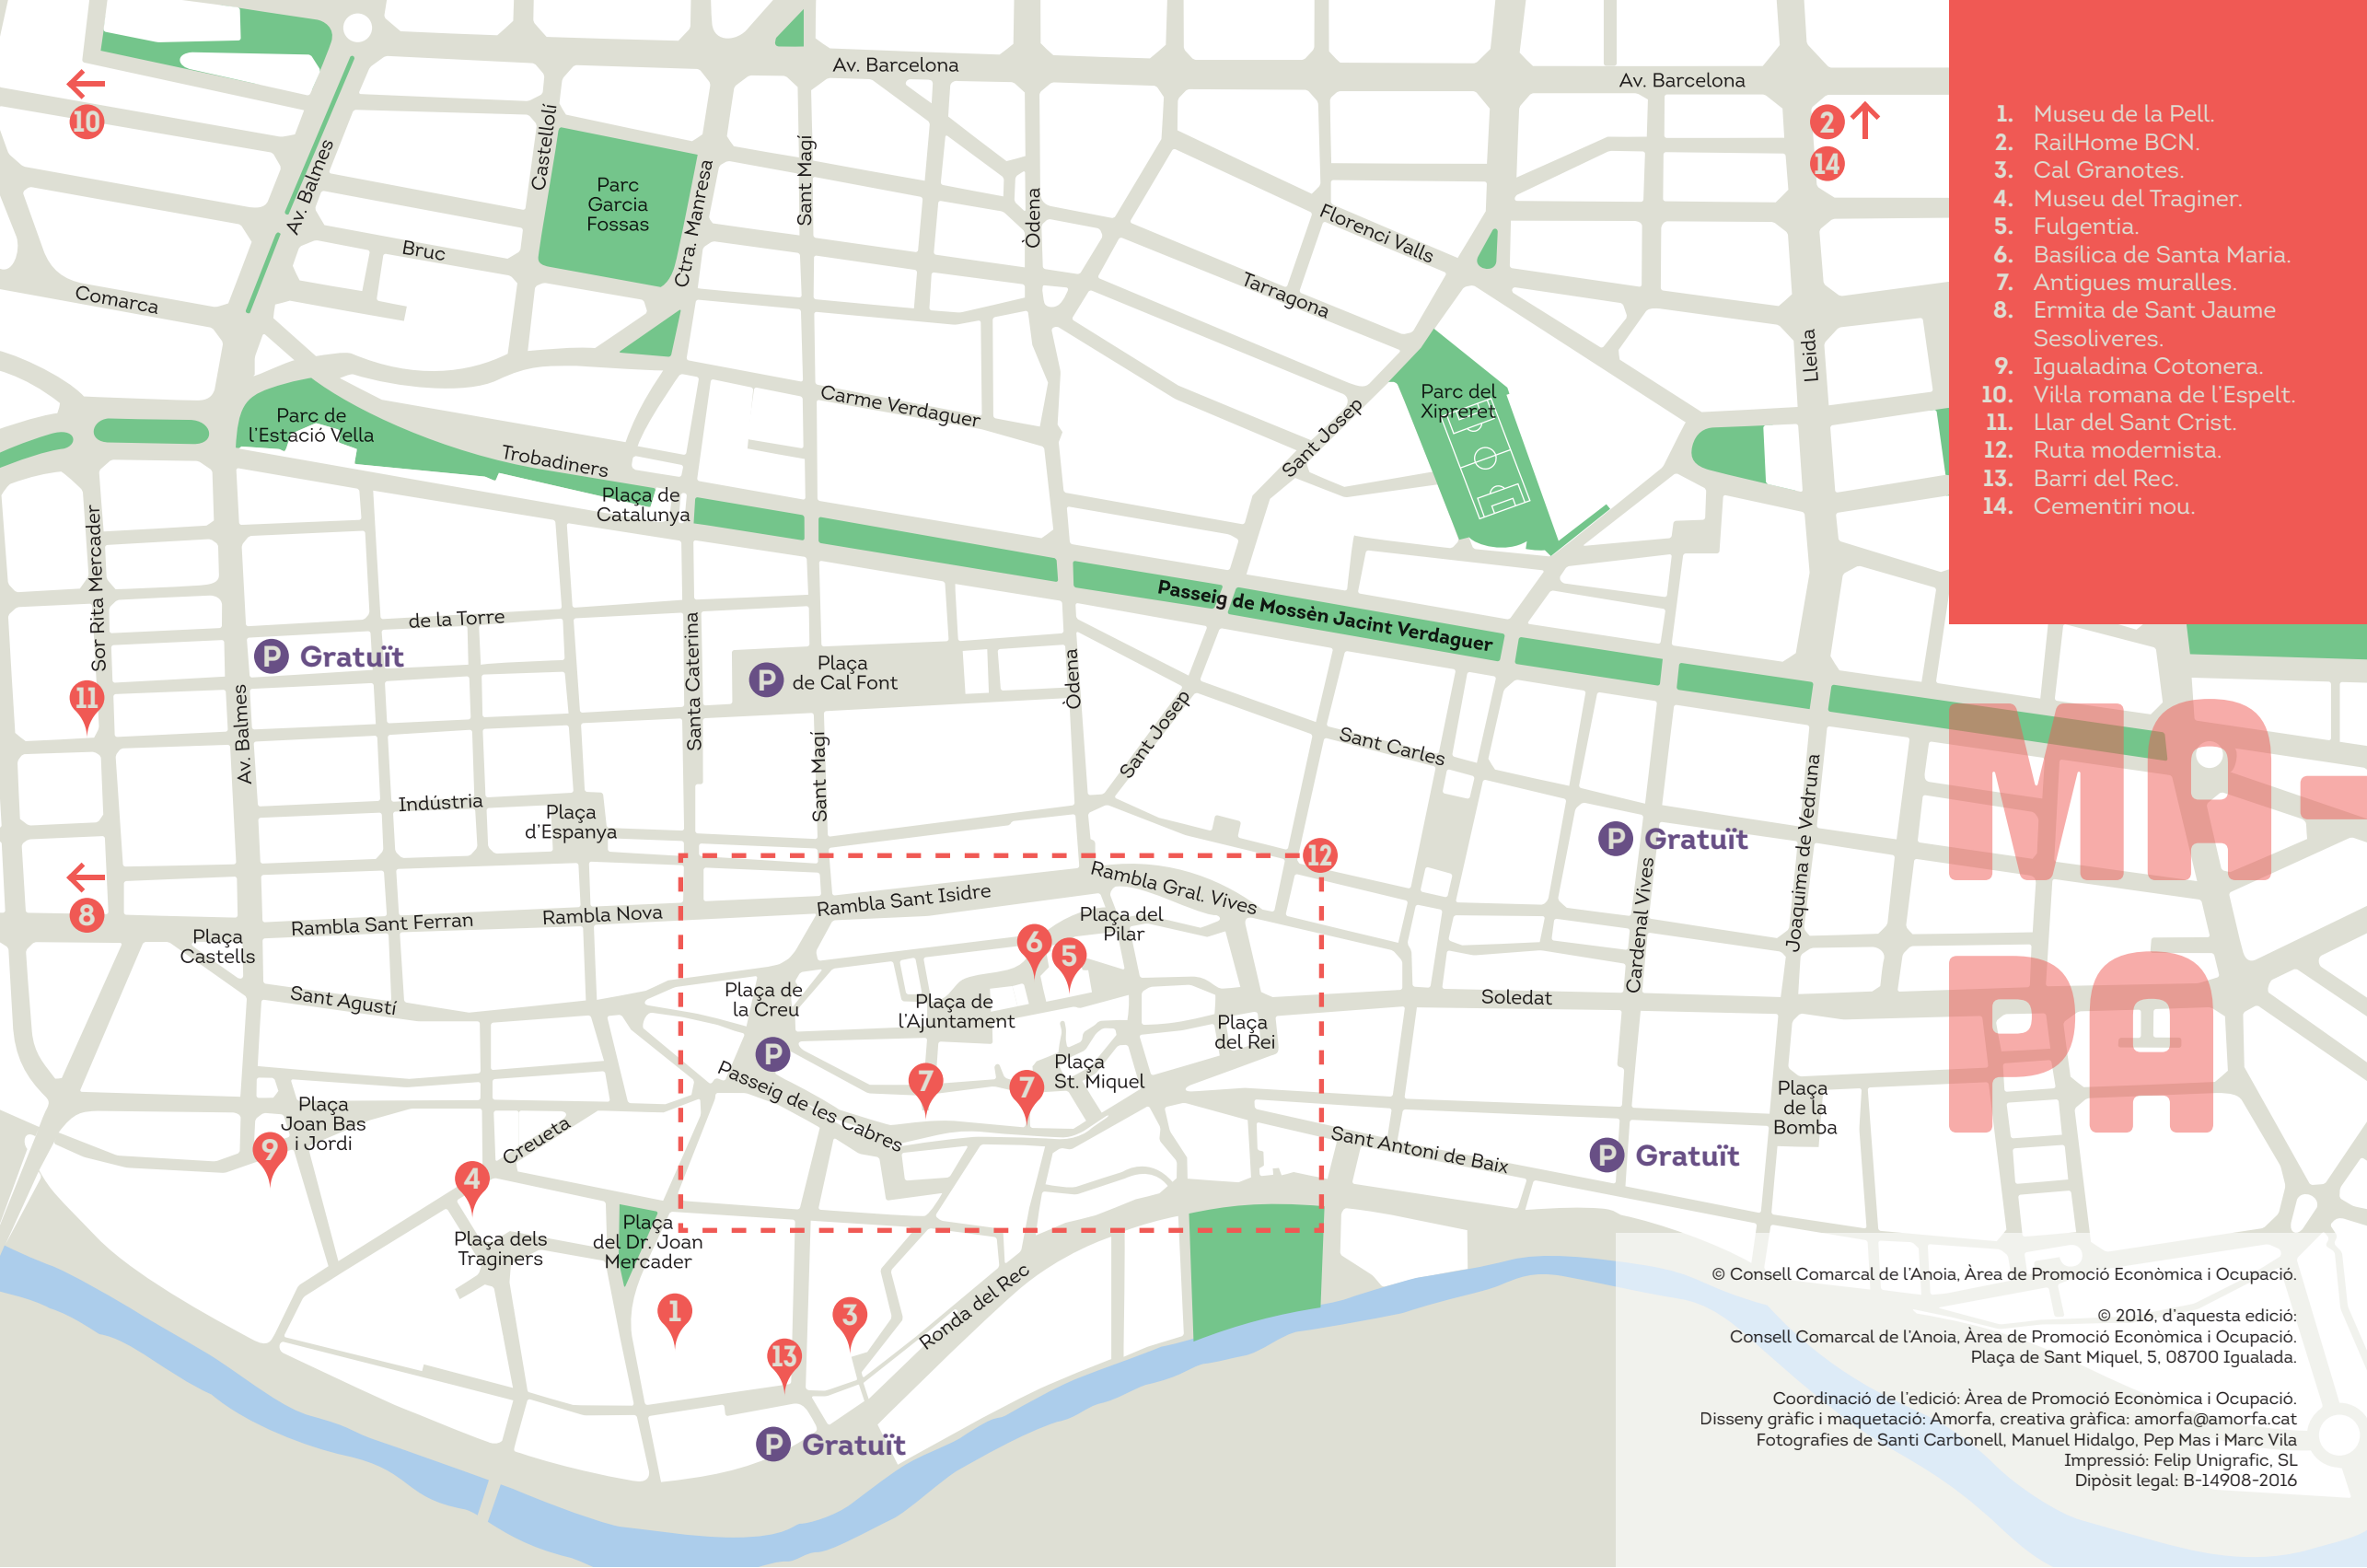 Av. Barcelona
Av. Barcelona
10
2
14
Castellolí
Av. Balmes
Parc
Garcia
Fossas
Ctra. Manresa
Sant Magí
Òdena
Florenci Valls
Bruc
Comarca
Tarragona
Lleida
Parc de
l'Estació Vella
Carme Verdaguer
Parc del
Xipreret
Sant Josep
Trobadiners
Plaça de
Catalunya
Sor Rita Mercader
Passeig de Mossèn Jacint Verdaguer
de la Torre
P Gratuït
P
Plaça
de Cal Font
Santa Caterina
Òdena
11
Av. Balmes
Sant Josep
Sant Carles
Sant Magí
Indústria
Plaça
d'Espanya
P Gratuït
Joaquima de Vedruna
12
Cardenal Vives
8
Rambla Sant Ferran
Rambla Nova
Rambla Sant Isidre
Rambla Gral. Vives
Plaça del
Pilar
Plaça
Castells
6
5
Sant Agustí
Plaça de
la Creu
Plaça de
l'Ajuntament
Soledat
Plaça
del Rei
P
Passeig de les Cabres
7
7
Plaça
St. Miquel
Plaça
de la
Bomba
Plaça
Joan Bas
i Jordi
9
Creueta
Sant Antoni de Baix
P Gratuït
4
Plaça dels
Traginers
Plaça
del Dr. Joan
Mercader
1
3
13
Ronda del Rec
P Gratuït
1. Museu de la Pell.
2. RailHome BCN.
3. Cal Granotes.
4. Museu del Traginer.
5. Fulgentia.
6. Basílica de Santa Maria.
7. Antigues muralles.
8. Ermita de Sant Jaume
Sesoliveres.
9. Igualadina Cotonera.
10. Vil·la romana de l'Espelt.
11. Llar del Sant Crist.
12. Ruta modernista.
13. Barri del Rec.
14. Cementiri nou.
MA-
PA
© Consell Comarcal de l'Anoia, Àrea de Promoció Econòmica i Ocupació.
© 2016, d'aquesta edició:
Consell Comarcal de l'Anoia, Àrea de Promoció Econòmica i Ocupació.
Plaça de Sant Miquel, 5, 08700 Igualada.
Coordinació de l'edició: Àrea de Promoció Econòmica i Ocupació.
Disseny gràfic i maquetació: Amorfa, creativa gràfica: amorfa@amorfa.cat
Fotografies de Santi Carbonell, Manuel Hidalgo, Pep Mas i Marc Vila
Impressió: Felip Unigrafic, SL
Dipòsit legal: B-14908-2016